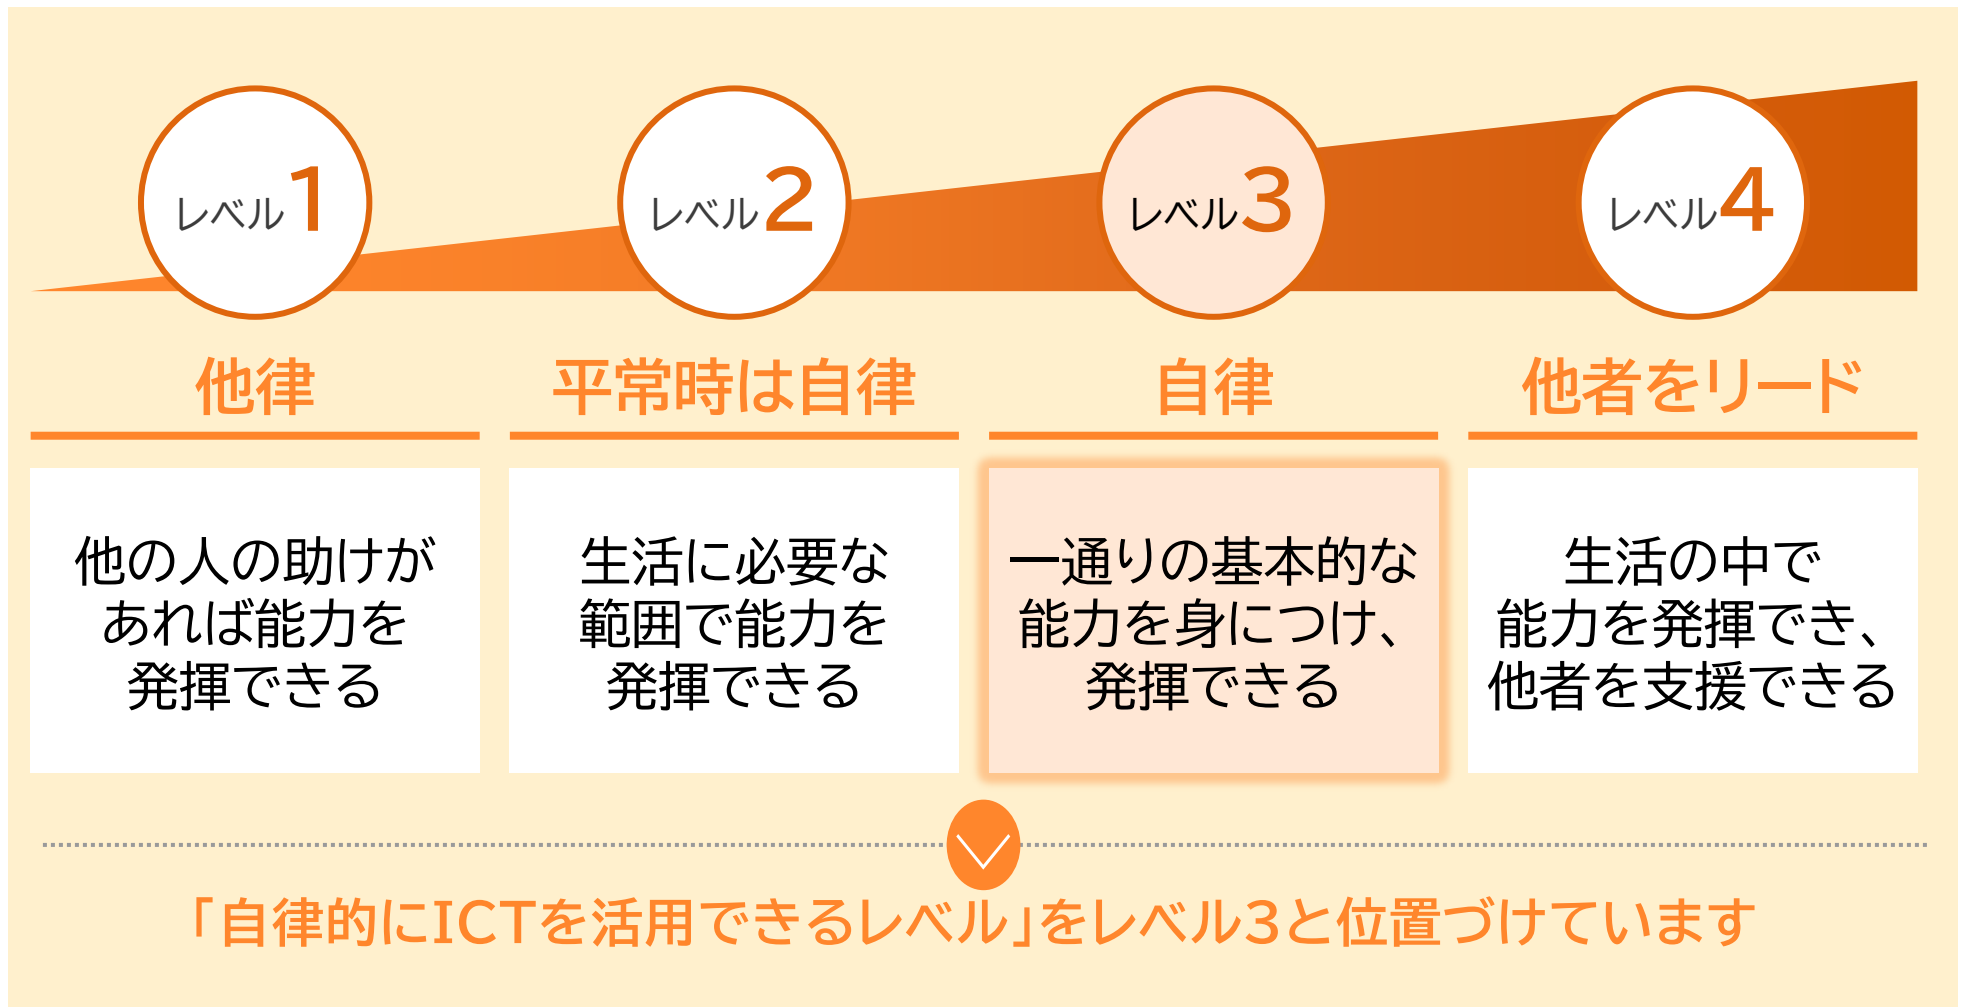 レベル1
レベル2
レベル3
レベル4
他律
平常時は自律
自律
他者をリード
他の人の助けが
あれば能力を
発揮できる
生活に必要な
範囲で能力を
発揮できる
一通りの基本的な
能力を身につけ、
発揮できる
生活の中で
能力を発揮でき、
他者を支援できる
「自律的にICTを活用できるレベル」をレベル3と位置づけています